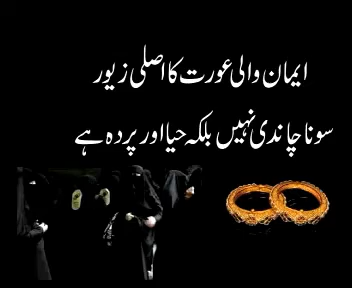 ایمان والی عورت کا اصلی زیور
سونا چاندی نہیں بلکہ حیا اور پردہ ہے